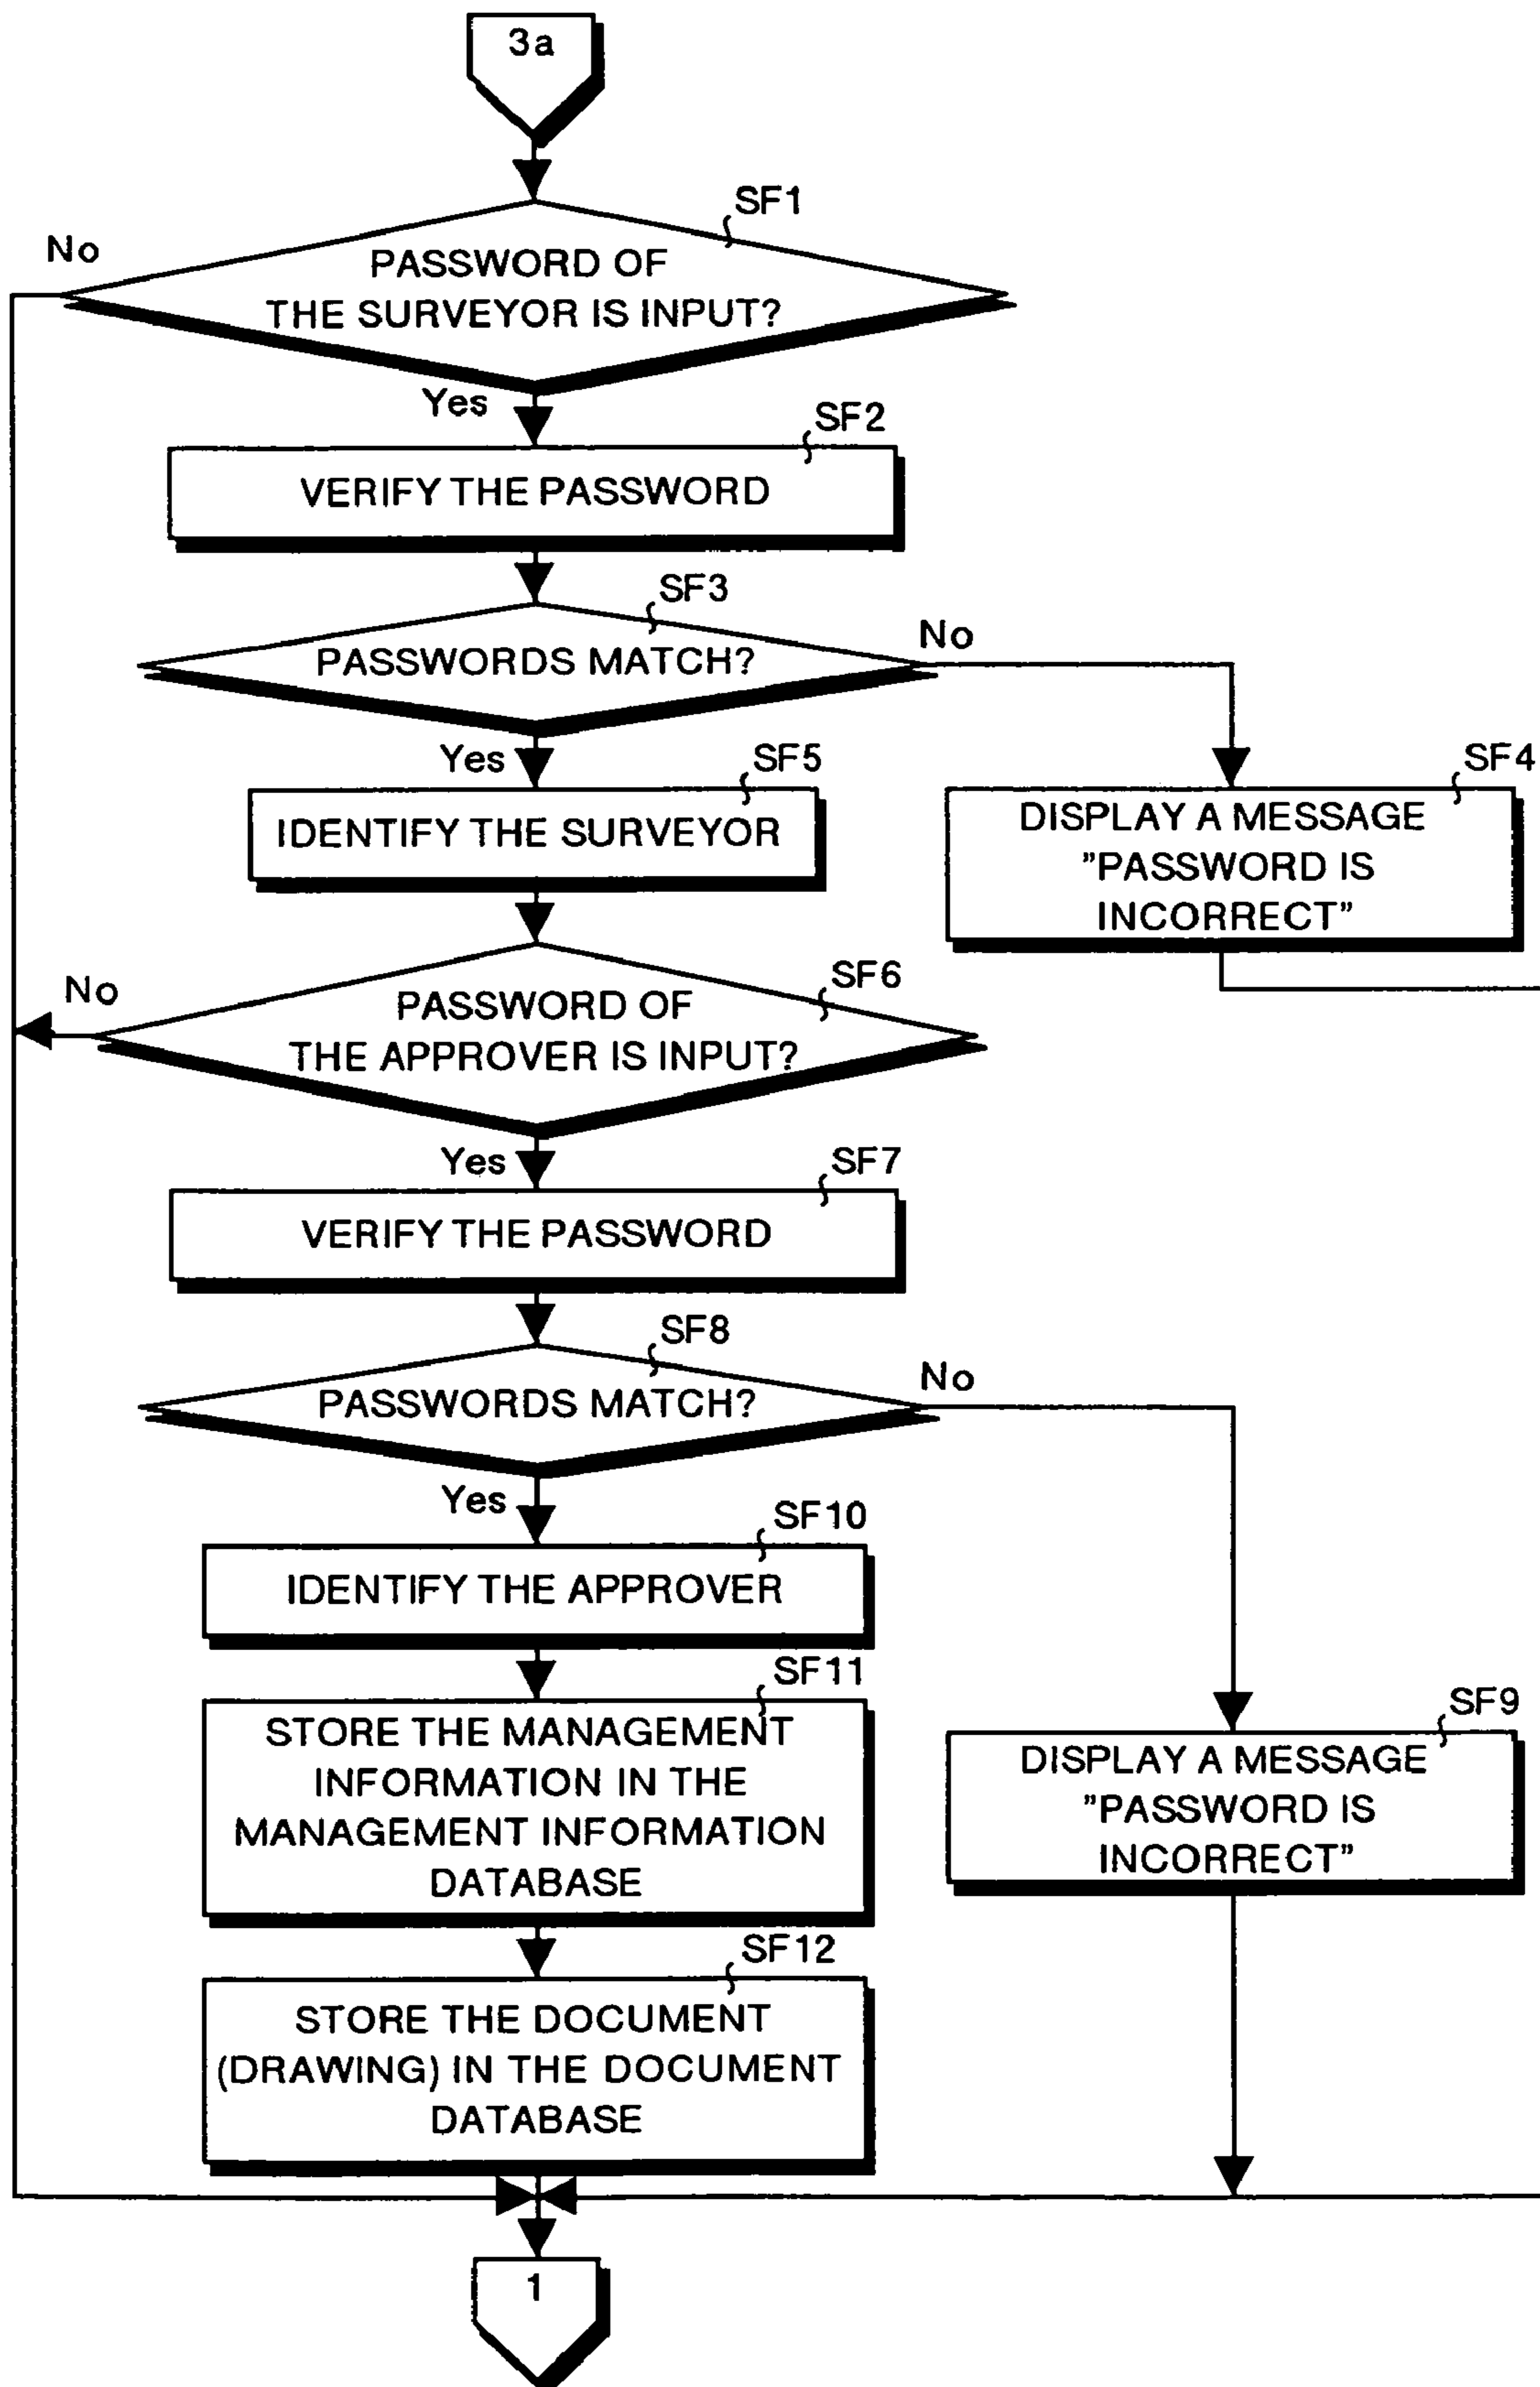 3a
SF1
No
PASSWORD OF
THE SURVEYOR IS INPUT?
Yes
SF2
VERIFY THE PASSWORD
SF3
No
PASSWORDS MATCH?
Yes
SF5
IDENTIFY THE SURVEYOR
SF4
DISPLAY A MESSAGE
"PASSWORD IS
INCORRECT"
SF6
No
PASSWORD OF
THE APPROVER IS INPUT?
Yes
SF7
VERIFY THE PASSWORD
SF8
No
PASSWORDS MATCH?
Yes
SF10
IDENTIFY THE APPROVER
SF11
STORE THE MANAGEMENT
INFORMATION IN THE
MANAGEMENT INFORMATION
DATABASE
SF9
DISPLAY A MESSAGE
"PASSWORD IS
INCORRECT"
SF12
STORE THE DOCUMENT
(DRAWING) IN THE DOCUMENT
DATABASE
1